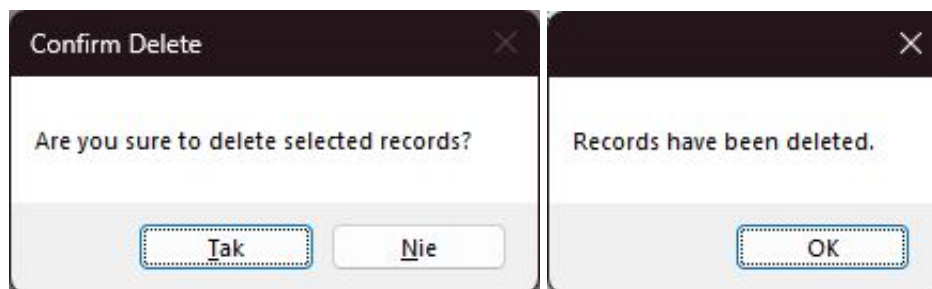 Confirm Delete
Are you sure to delete selected records?
Tak
Nie
Records have been deleted.
OK